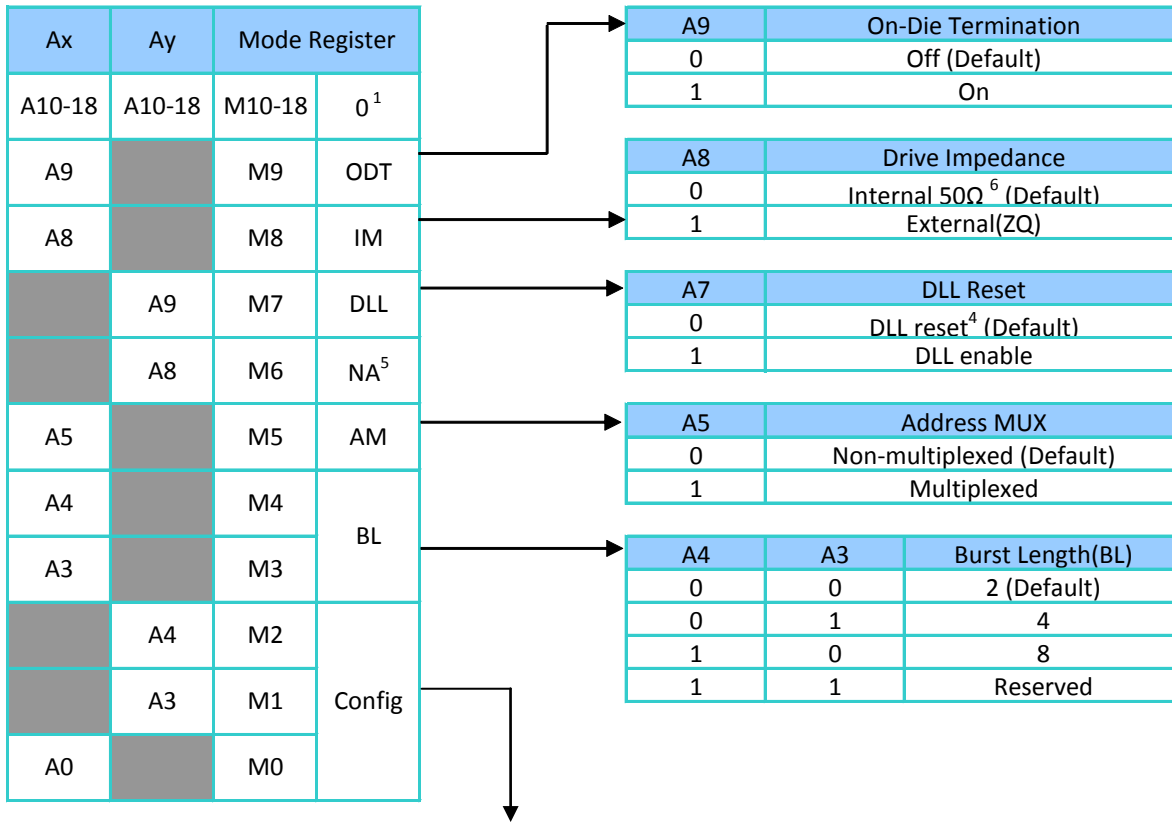 Ax Ay Mode Register
A10-18 A10-18 M10-18 0¹
A9 M9 ODT
A8 M8 IM
A9 M7 DLL
A8 M6 NA⁵
A5 M5 AM
A4 M4
BL
A3 M3
A4 M2
A3 M1 Config
A0 M0
A9 On-Die Termination
0 Off (Default)
1 On
A8 Drive Impedance
0 Internal 50Ω ⁶ (Default)
1 External(ZQ)
A7 DLL Reset
0 DLL reset⁴ (Default)
1 DLL enable
A5 Address MUX
0 Non-multiplexed (Default)
1 Multiplexed
A4 A3 Burst Length(BL)
0 0 2 (Default)
0 1 4
1 0 8
1 1 Reserved